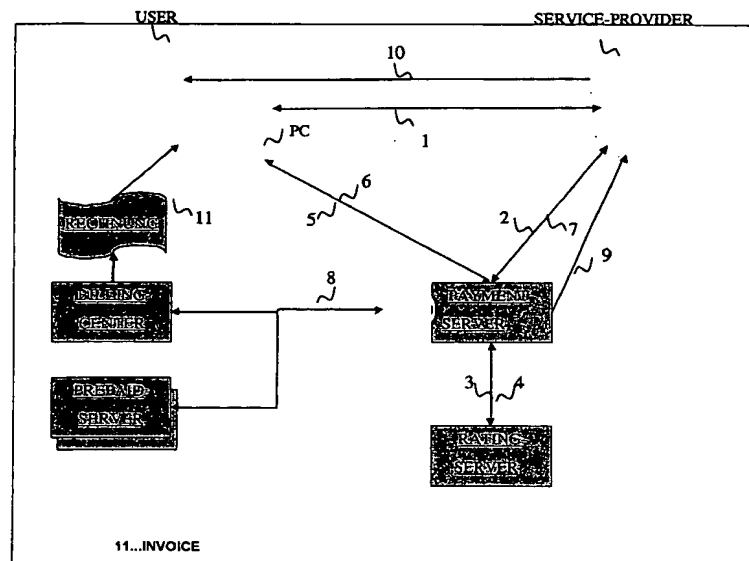 USER
SERVICE-PROVIDER
10
PC
1
6
5
11
RECHNUNG
2
7
9
BILLING
CENTER
8
PAYMENT
SERVER
PREBAID
SERVER
3
4
RATING
SERVER
11...INVOICE